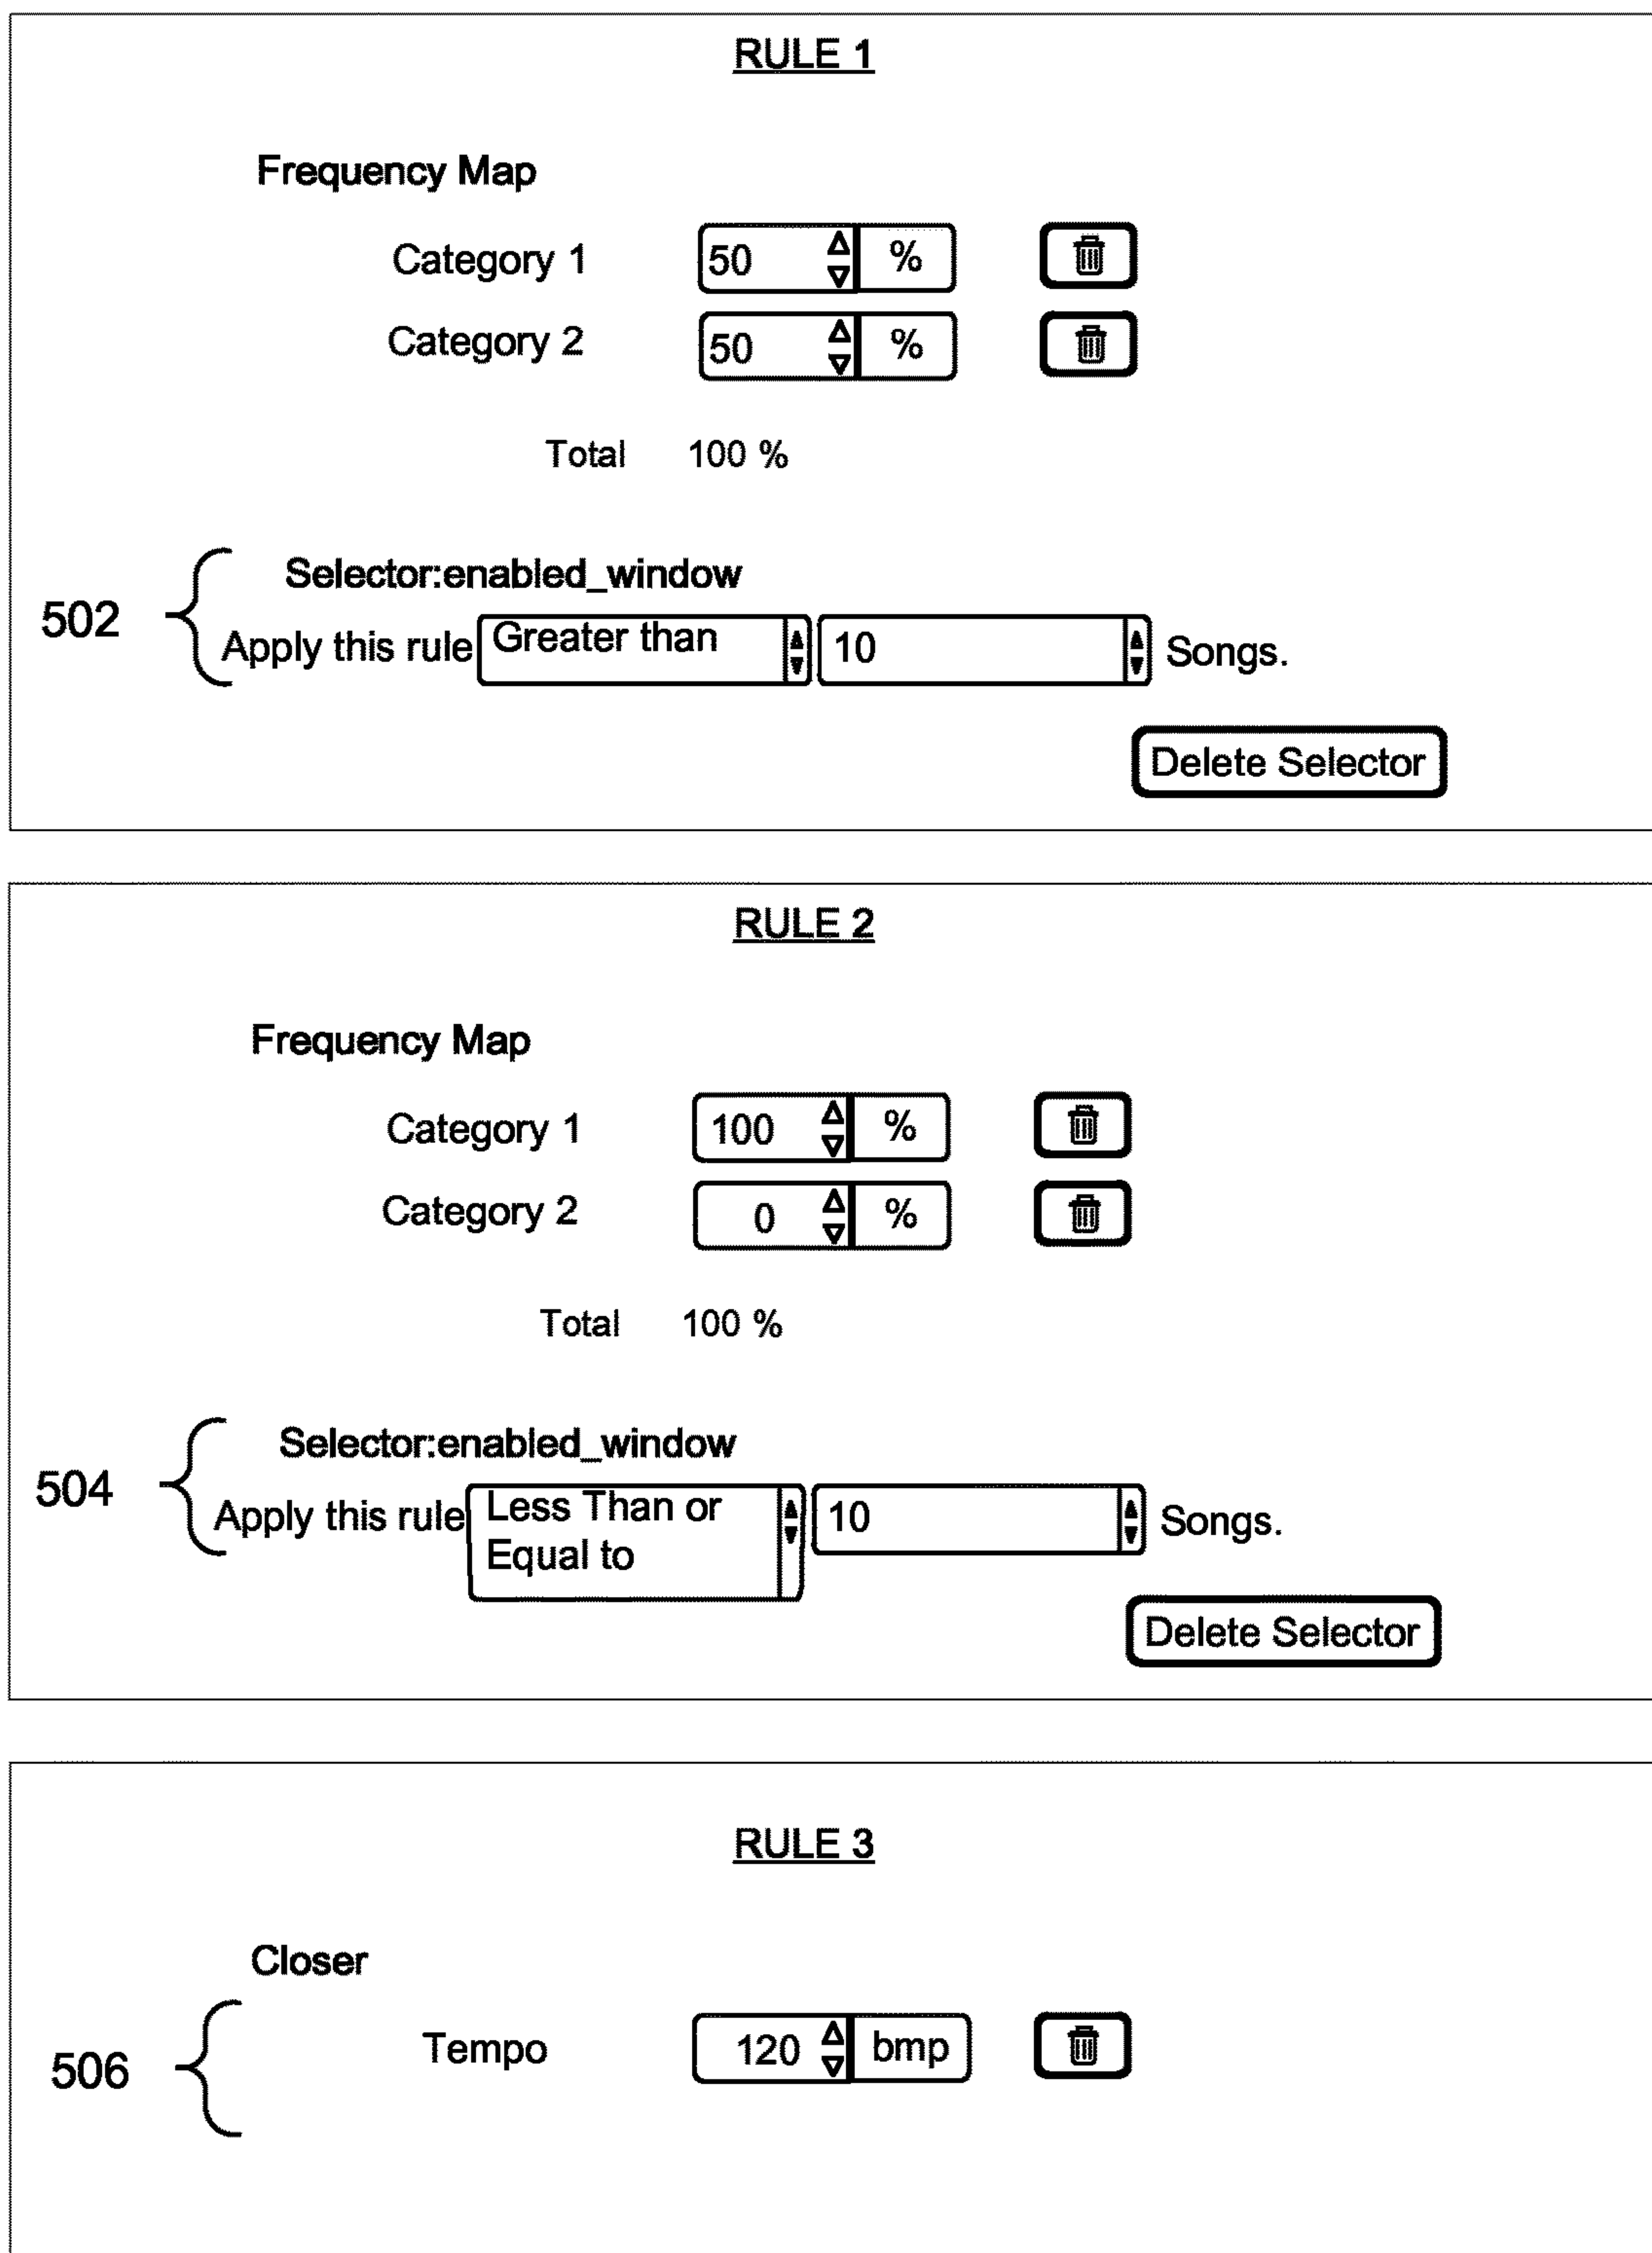 RULE 1
Frequency Map
Category 1 50 %
Category 2 50 %
Total 100 %
Selector:enabled_window
502
Apply this rule Greater than 10 Songs.
Delete Selector
RULE 2
Frequency Map
Category 1 100 %
Category 2 0 %
Total 100 %
Selector:enabled_window
504
Apply this rule Less Than or Equal to 10 Songs.
Delete Selector
RULE 3
Closer
506
Tempo 120 bmp